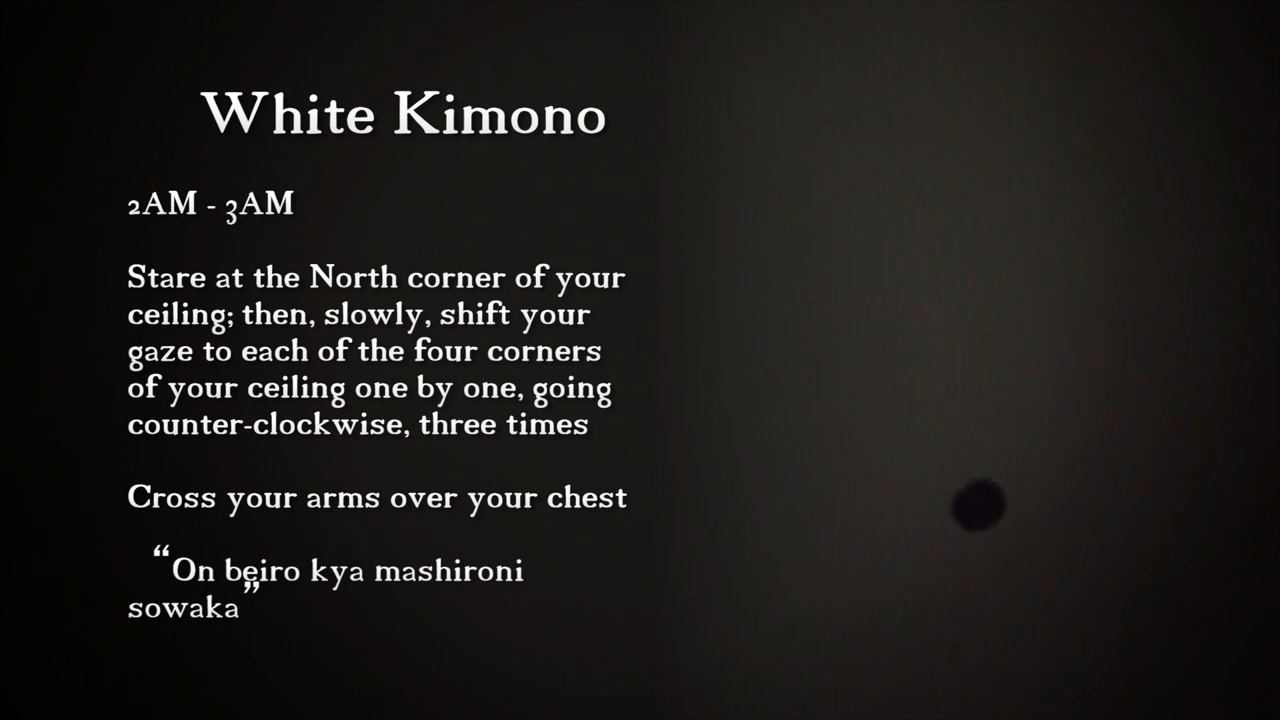 White Kimono
2AM - 3AM
Stare at the North corner of your
ceiling; then, slowly, shift your
gaze to each of the four corners
of your ceiling one by one, going
counter-clockwise, three times
Cross your arms over your chest
“On beiro kya mashironi
sowaka”